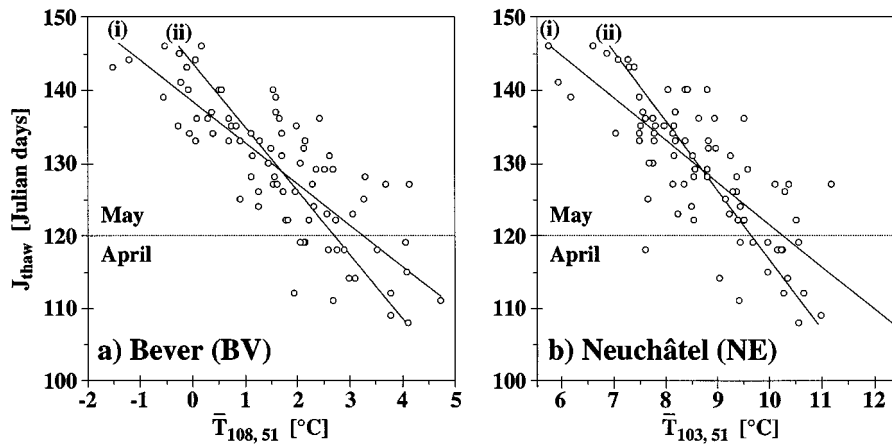 (i)
(ii)
150
140
130
120
110
100
J_thaw [Julian days]
May
April
a) Bever (BV)
-2 -1 0 1 2 3 4 5
T̄_108, 51 [°C]
(i)
(ii)
150
140
130
120
110
100
May
April
b) Neuchâtel (NE)
6 7 8 9 10 11 12
T̄_103, 51 [°C]